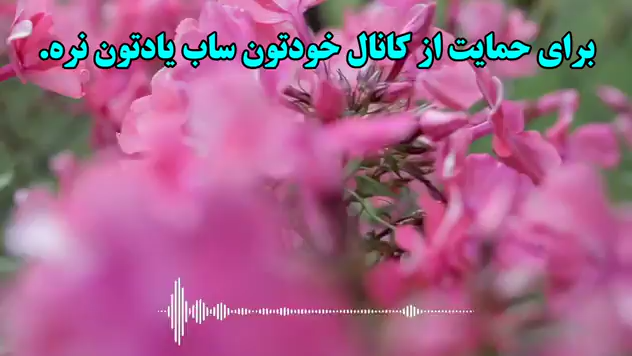 برای حمایت از کانال خودتون ساب یادتون نره.